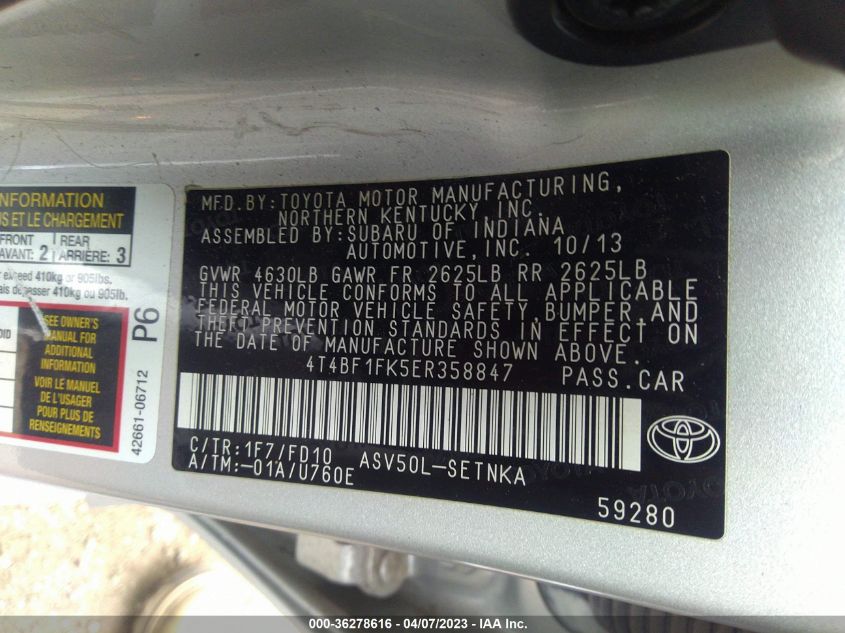 INFORMATION
US ET LE CHARGEMENT
FRONT
AVANT: 2
REAR
ARRIÈRE: 3
exceed 410kg or 905lbs.
ais dépasser 410kg ou 905lb.
SEE OWNER'S
MANUAL FOR
ADDITIONAL
INFORMATION
VOIR LE MANUEL
DE L'USAGER
POUR PLUS DE
RENSEIGNEMENTS
P6
42661-06712
MFD.BY:TOYOTA MOTOR MANUFACTURING,
NORTHERN KENTUCKY, INC.
ASSEMBLED BY:SUBARU OF INDIANA
AUTOMOTIVE,INC. 10/13
GVWR 4630LB GAWR FR 2625LB RR 2625LB
THIS VEHICLE CONFORMS TO ALL APPLICABLE
FEDERAL MOTOR VEHICLE SAFETY,BUMPER,AND
THEFT PREVENTION STANDARDS IN EFFECT ON
THE DATE OF MANUFACTURE SHOWN ABOVE.
4T4BF1FK5ER358847 PASS.CAR
C/TR:1F7/FD10 ASV50L-SETNKA
A/TM:-01A/U760E
59280
000-36278616 - 04/07/2023 - IAA Inc.